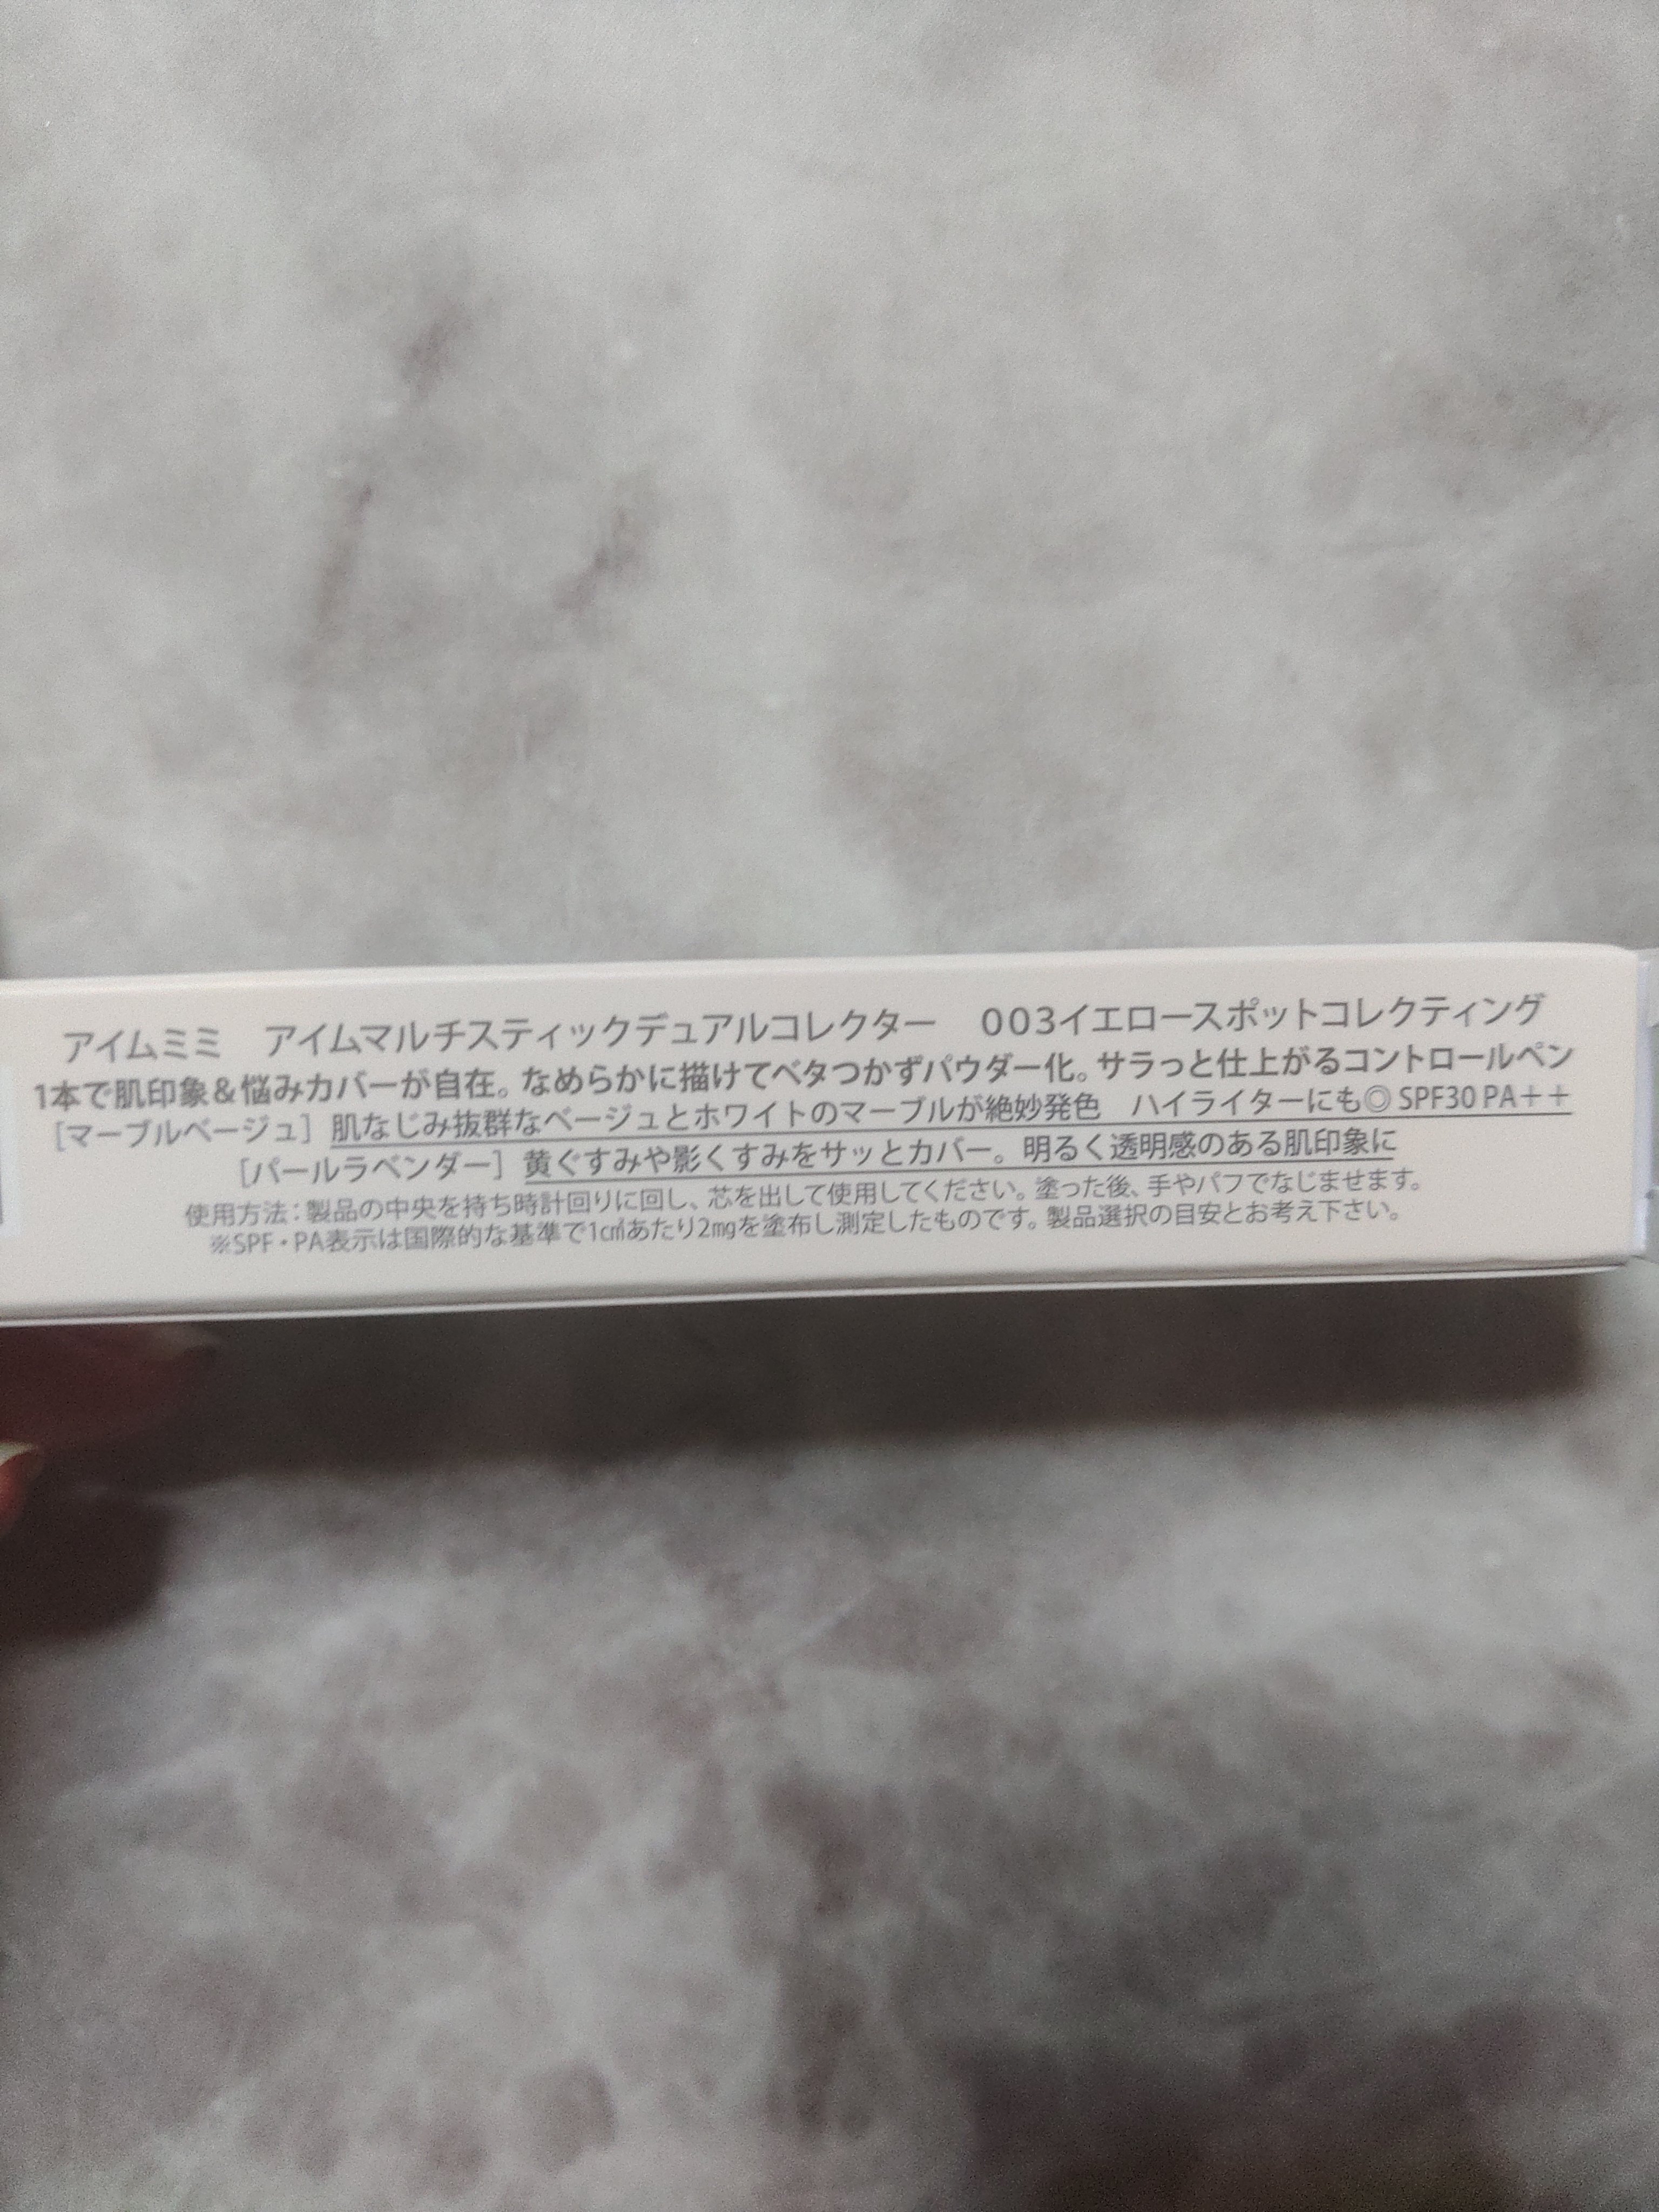 アイムミミ　アイムマルチスティックデュアルコレクター　003イエロースポットコレクティング
1本で肌印象＆悩みカバーが自在。なめらかに描けてベタつかずパウダー化。サラっと仕上がるコントロールペン
［マーブルベージュ］肌なじみ抜群なベージュとホワイトのマーブルが絶妙発色　ハイライターにも◎ SPF30 PA＋＋
［パールラベンダー］黄ぐすみや影くすみをサッとカバー。明るく透明感のある肌印象に
使用方法：製品の中央を持ち時計回りに回し、芯を出して使用してください。塗った後、手やパフでなじませます。
※SPF・PA表示は国際的な基準で1㎠あたり2㎎を塗布し測定したものです。製品選択の目安とお考え下さい。